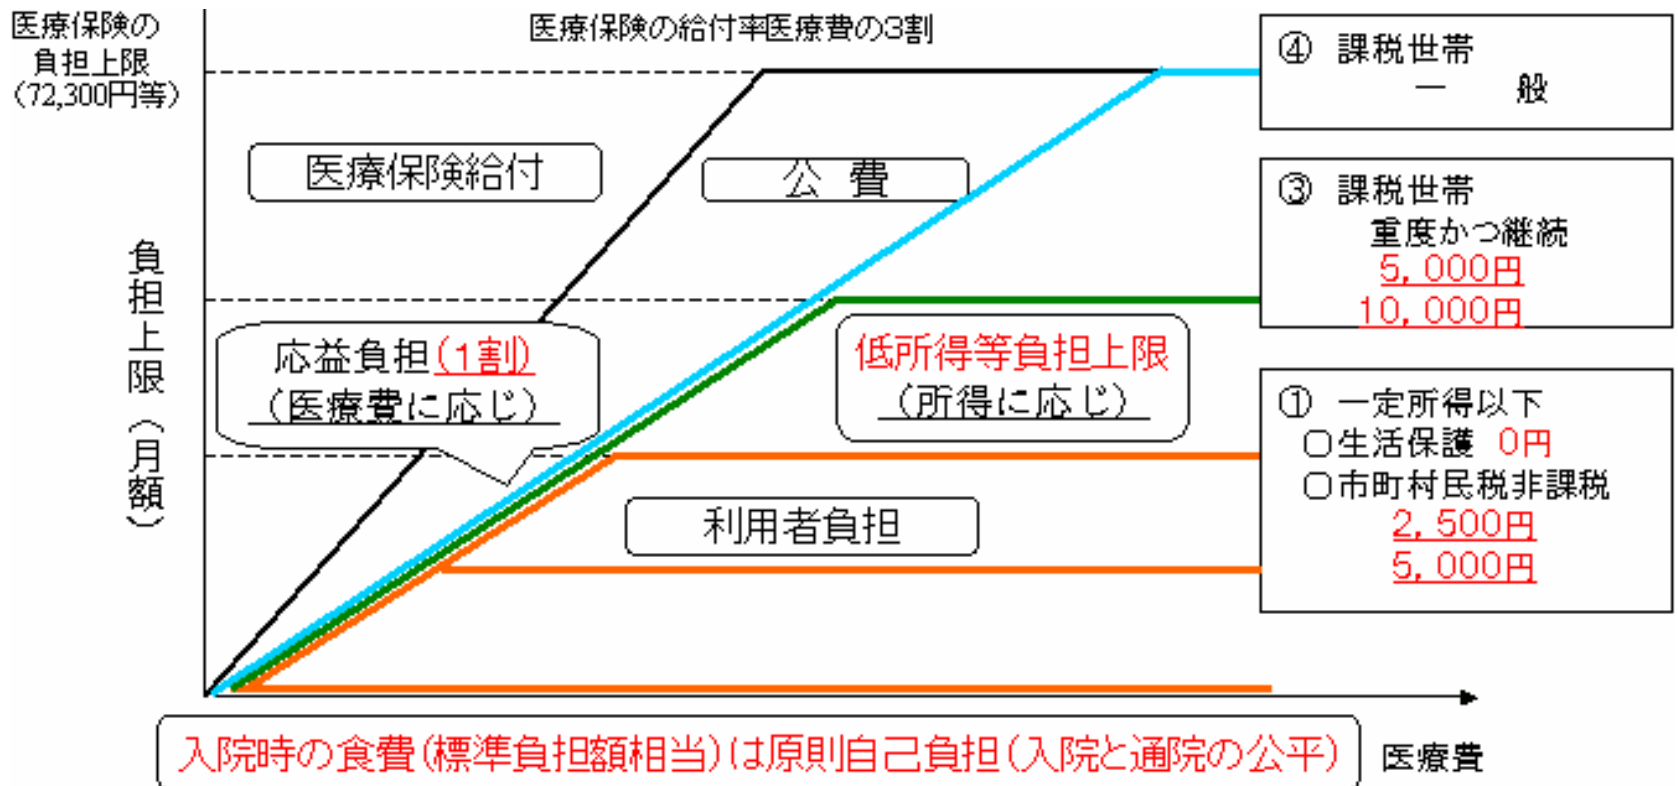 医療保険の
負担上限
（72,300円等）
医療保険の給付率医療費の3割
④ 課税世帯
一 般
医療保険給付
公 費
③ 課税世帯
重度かつ継続
5，000円
10，000円
負担上限（月額）
応益負担（1割）
（医療費に応じ）
低所得等負担上限
（所得に応じ）
① 一定所得以下
○生活保護 0円
○市町村民税非課税
2，500円
5，000円
利用者負担
入院時の食費（標準負担額相当）は原則自己負担（入院と通院の公平）
医療費